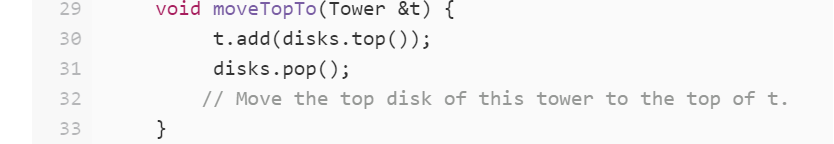 29 void moveTopTo(Tower &t) {
30 t.add(disks.top());
31 disks.pop();
32 // Move the top disk of this tower to the top of t.
33 }